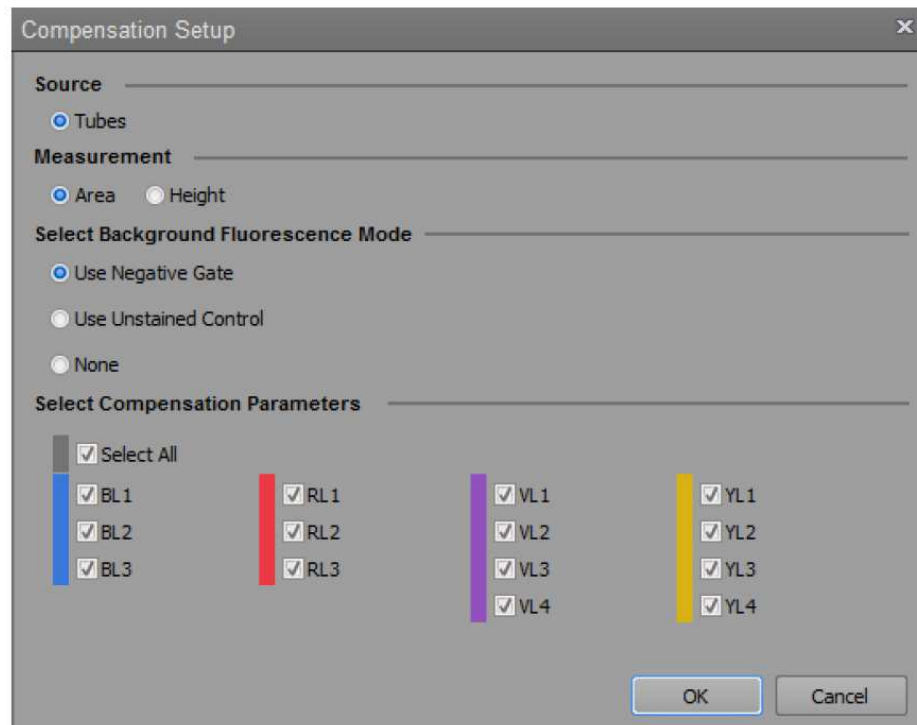 Compensation Setup
Source
Tubes
Measurement
Area Height
Select Background Fluorescence Mode
Use Negative Gate
Use Unstained Control
None
Select Compensation Parameters
Select All
BL1 RL1 VL1 YL1
BL2 RL2 VL2 YL2
BL3 RL3 VL3 YL3
VL4 YL4
OK Cancel